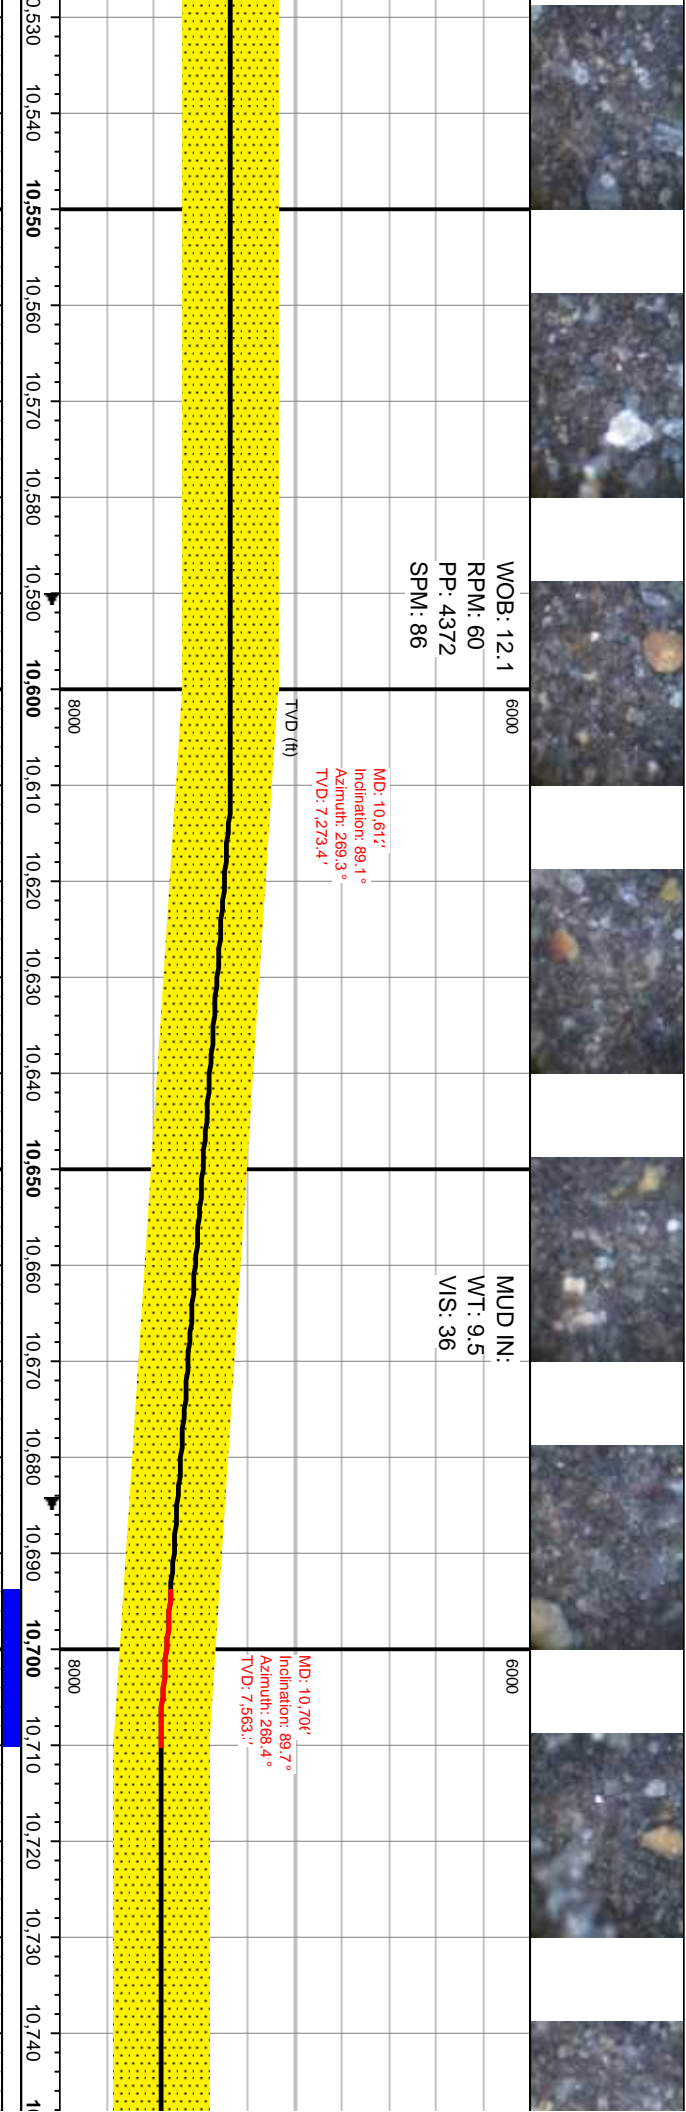 10,540
10,550
10,560
10,570
10,580
10,590
10,600
10,610
10,620
10,630
10,640
10,650
10,660
10,670
10,680
10,690
10,700
10,710
10,720
10,730
10,740
WOB: 12.1
RPM: 60
PP: 4372
SPM: 86
6000
TVD (ft)
8000
MD: 10,612'
Inclination: 89.1°
Azimuth: 269.3°
TVD: 7,273.4'
MUD IN:
WT: 9.5
VIS: 36
6000
8000
MD: 10,706'
Inclination: 89.7°
Azimuth: 268.4°